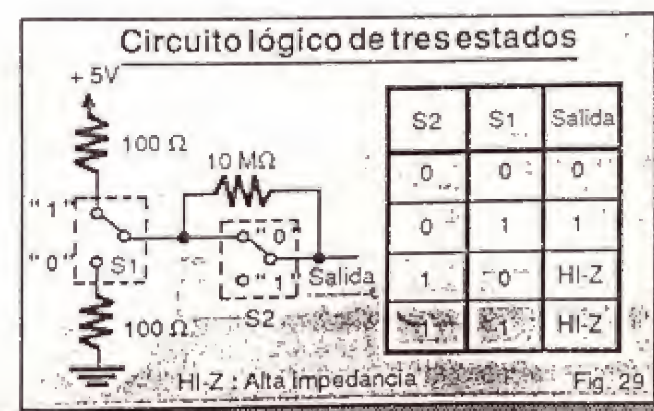 Circuito lógico de tres estados
+ 5V
100 Ω
10 MΩ
"1"
"0"
"0" S1
"1" Salida
100 Ω
S2
S2 S1 Salida
0 0 0
0 1 1
1 0 HI-Z
1 1 HI-Z
HI-Z : Alta Impedancia
Fig. 29